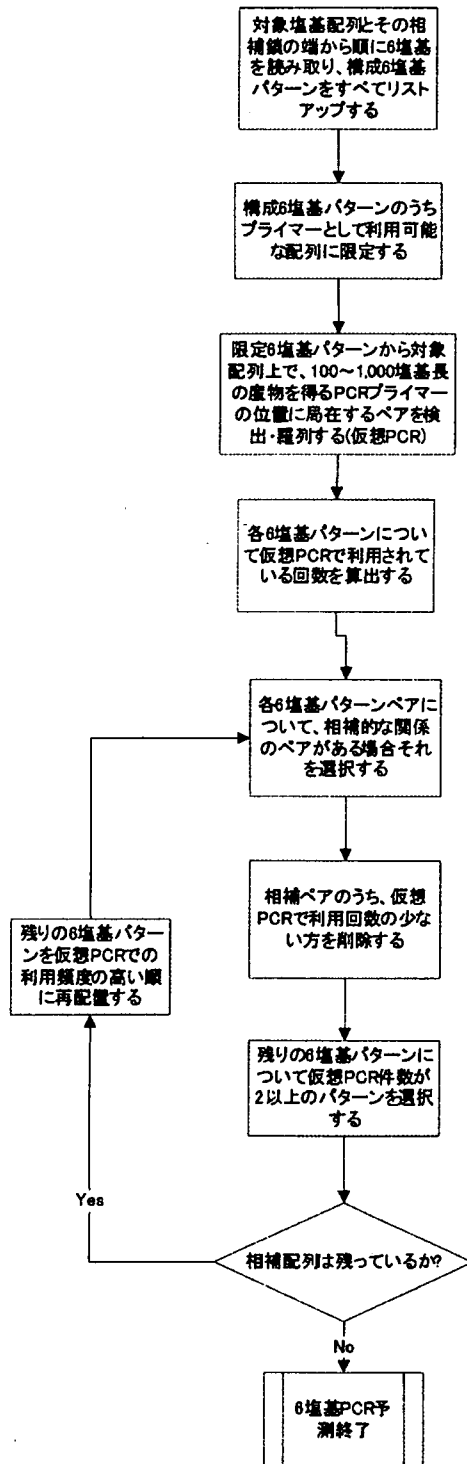 対象塩基配列とその相
補鎖の端から順に6塩基
を読み取り、構成6塩基
パターンをすべてリスト
アップする
構成6塩基パターンのうち
プライマーとして利用可能
な配列に限定する
限定6塩基パターンから対象
配列上で、100～1,000塩基長
の産物を得るPCRプライマー
の位置に局在するペアを検
出・羅列する(仮想PCR)
各6塩基パターンについ
て仮想PCRで利用されて
いる回数を算出する
各6塩基パターンペアに
ついて、相補的な関係
のペアがある場合それ
を選択する
相補ペアのうち、仮想
PCRで利用回数の少な
い方を削除する
残りの6塩基パター
ンを仮想PCRでの
利用頻度の高い順
に再配置する
残りの6塩基パターンに
ついて仮想PCR件数が
2以上のパターンを選択
する
Yes
相補配列は残っているか?
No
6塩基PCR予
測終了